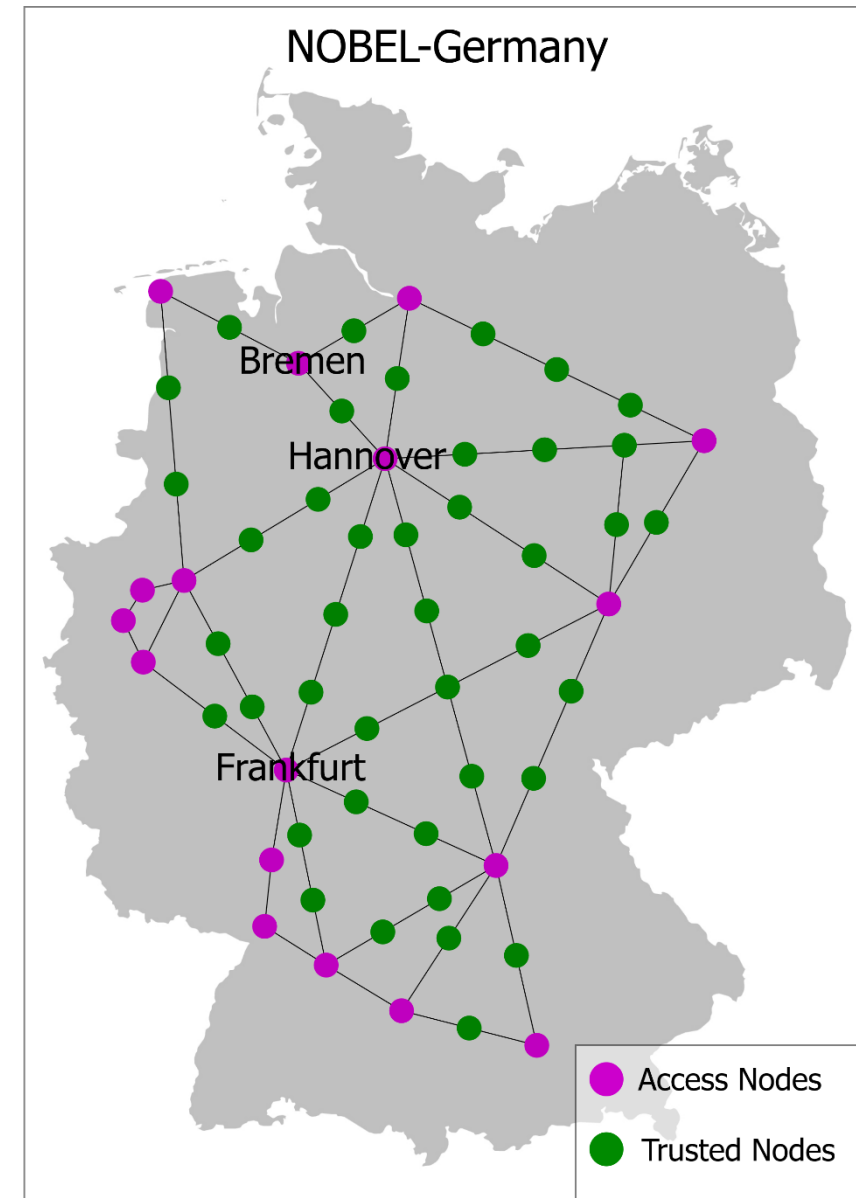 NOBEL-Germany
Bremen
Hannover
Frankfurt
Access Nodes
Trusted Nodes